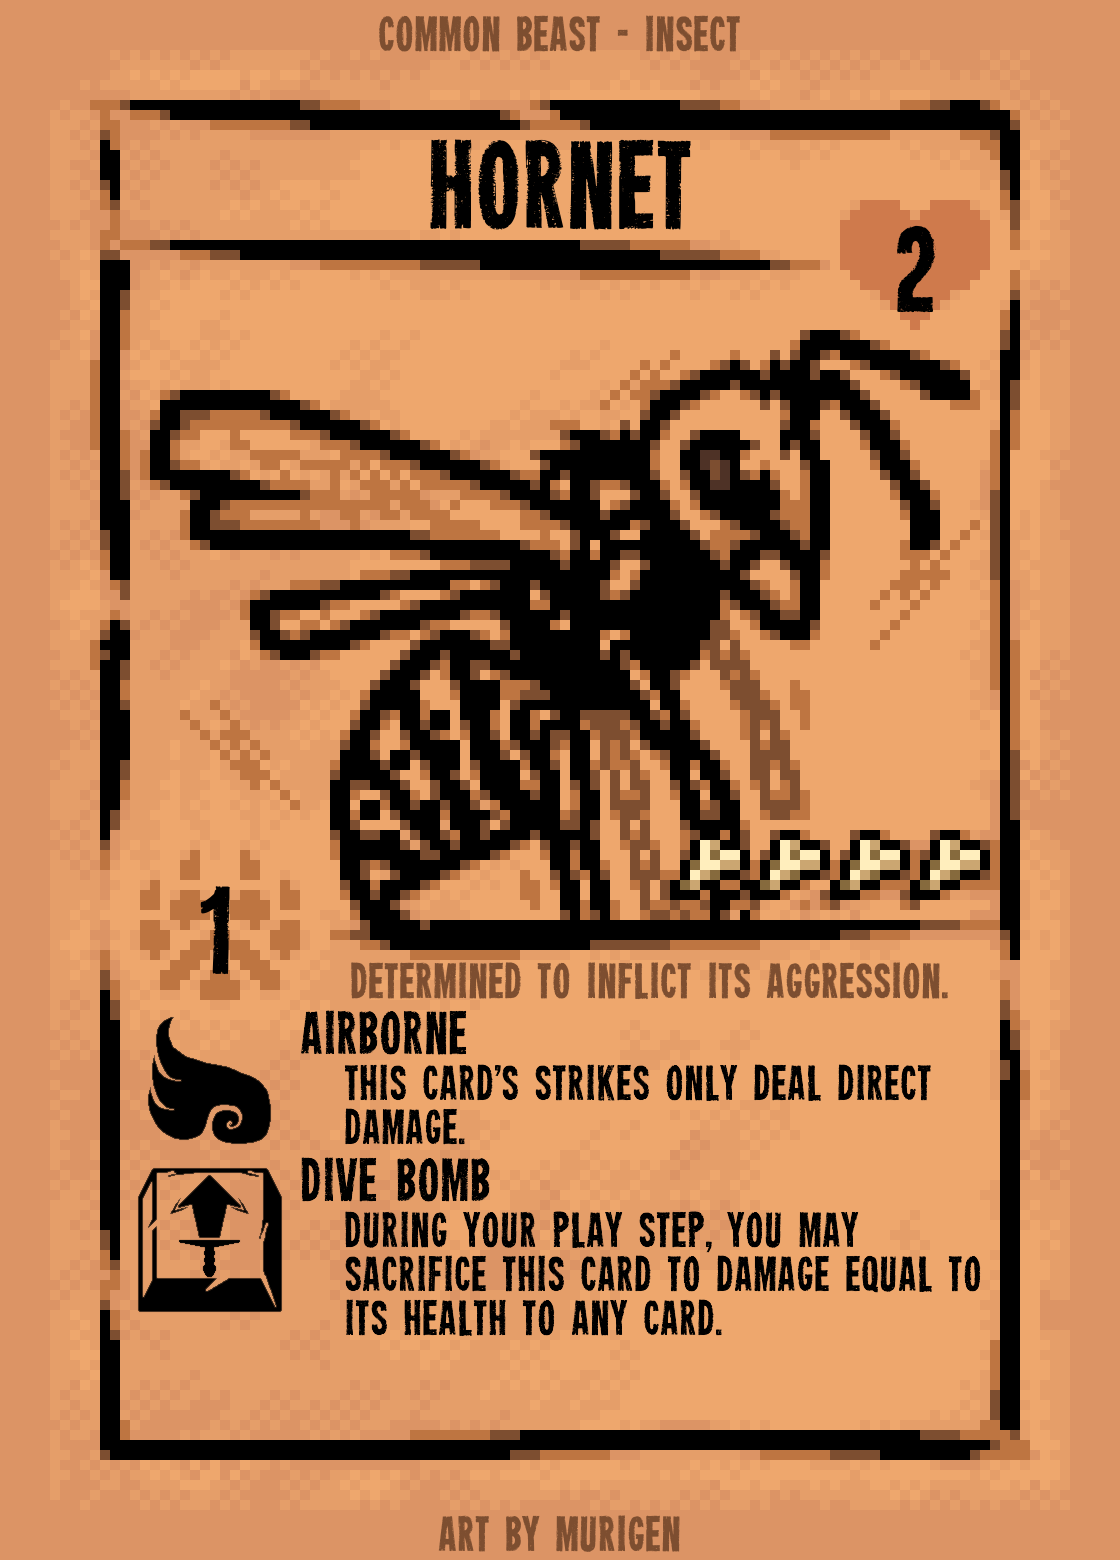 COMMON BEAST - INSECT
HORNET
2
1
DETERMINED TO INFLICT ITS AGGRESSION.
AIRBORNE
THIS CARD'S STRIKES ONLY DEAL DIRECT
DAMAGE.
DIVE BOMB
DURING YOUR PLAY STEP, YOU MAY
SACRIFICE THIS CARD TO DAMAGE EQUAL TO
ITS HEALTH TO ANY CARD.
ART BY MURIGEN